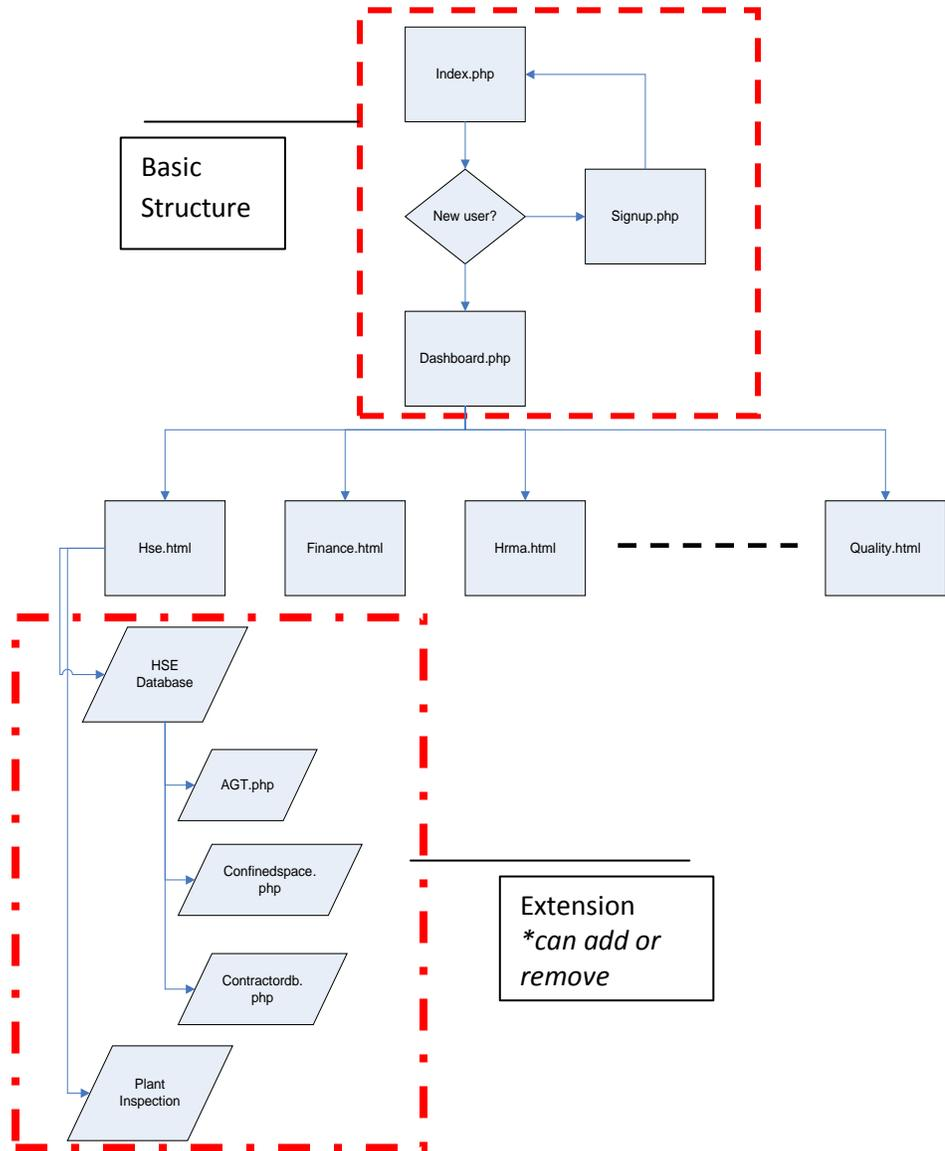 Index.php
Basic
Structure
New user?
Signup.php
Dashboard.php
Hse.html
Finance.html
Hrma.html
Quality.html
HSE
Database
AGT.php
Confinedspace.
php
Extension
*can add or
remove
Contractordb.
php
Plant
Inspection